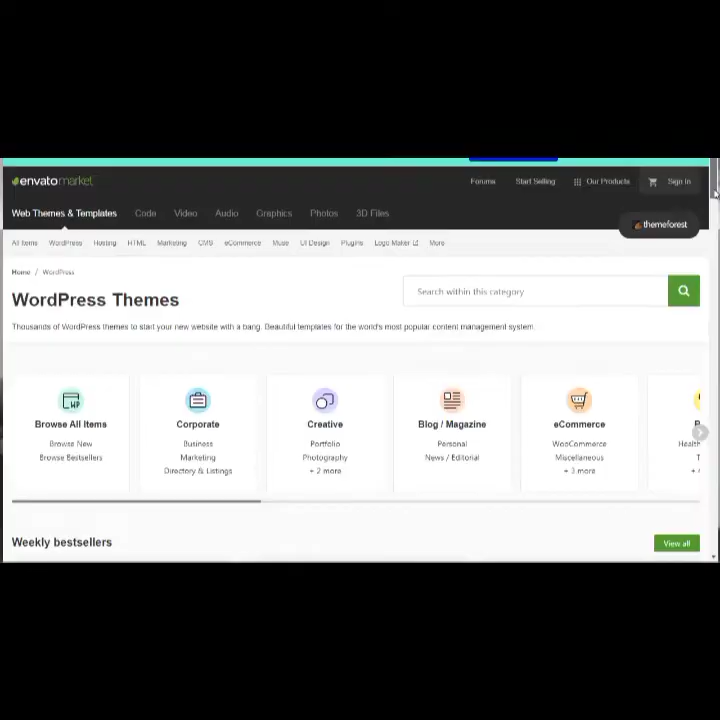 envatomarket
Forums Start Selling Our Products Sign In
Web Themes & Templates Code Video Audio Graphics Photos 3D Files
themeforest
All Items WordPress Hosting HTML Marketing CMS eCommerce Muse UI Design Plugins Logo Maker More
Home / WordPress
WordPress Themes
Search within this category
Thousands of WordPress themes to start your new website with a bang. Beautiful templates for the world's most popular content management system.
WP
Browse All Items Corporate Creative Blog / Magazine eCommerce
Browse New Business Portfolio Personal WooCommerce Health
Browse Bestsellers Marketing Photography News / Editorial Miscellaneous
Directory & Listings + 2 more + 3 more
Weekly bestsellers
View all